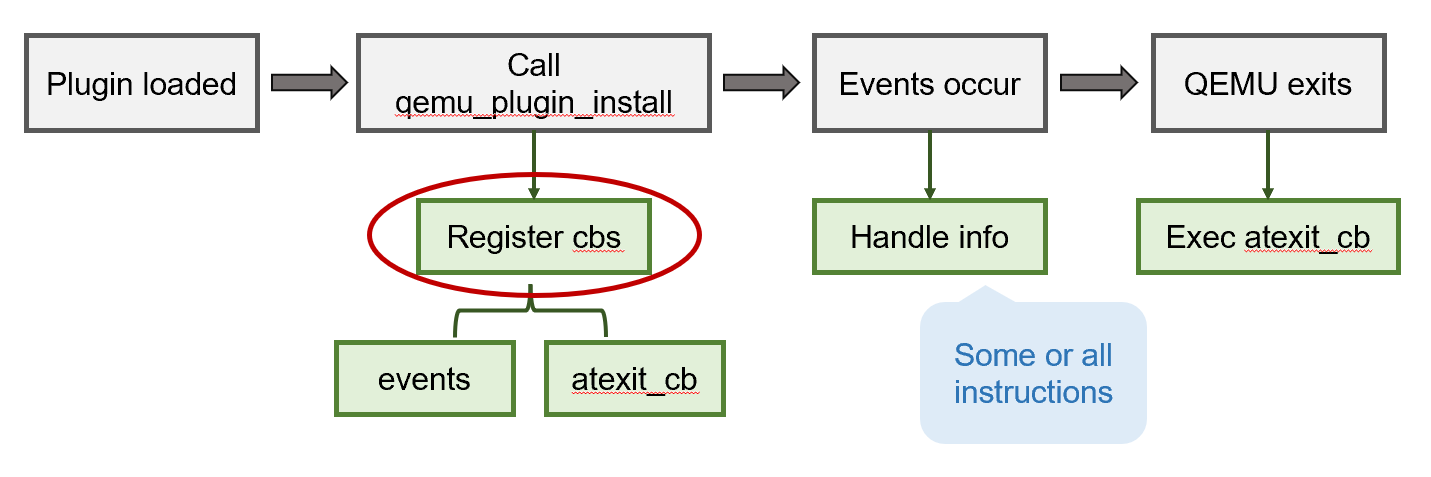 Plugin loaded
Call
qemu_plugin_install
Events occur
QEMU exits
Register cbs
Handle info
Exec atexit_cb
events
atexit_cb
Some or all
instructions